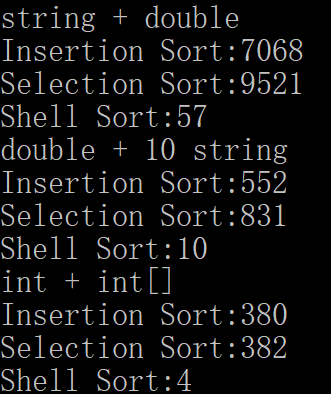 string + double
Insertion Sort:7068
Selection Sort:9521
Shell Sort:57
double + 10 string
Insertion Sort:552
Selection Sort:831
Shell Sort:10
int + int[]
Insertion Sort:380
Selection Sort:382
Shell Sort:4